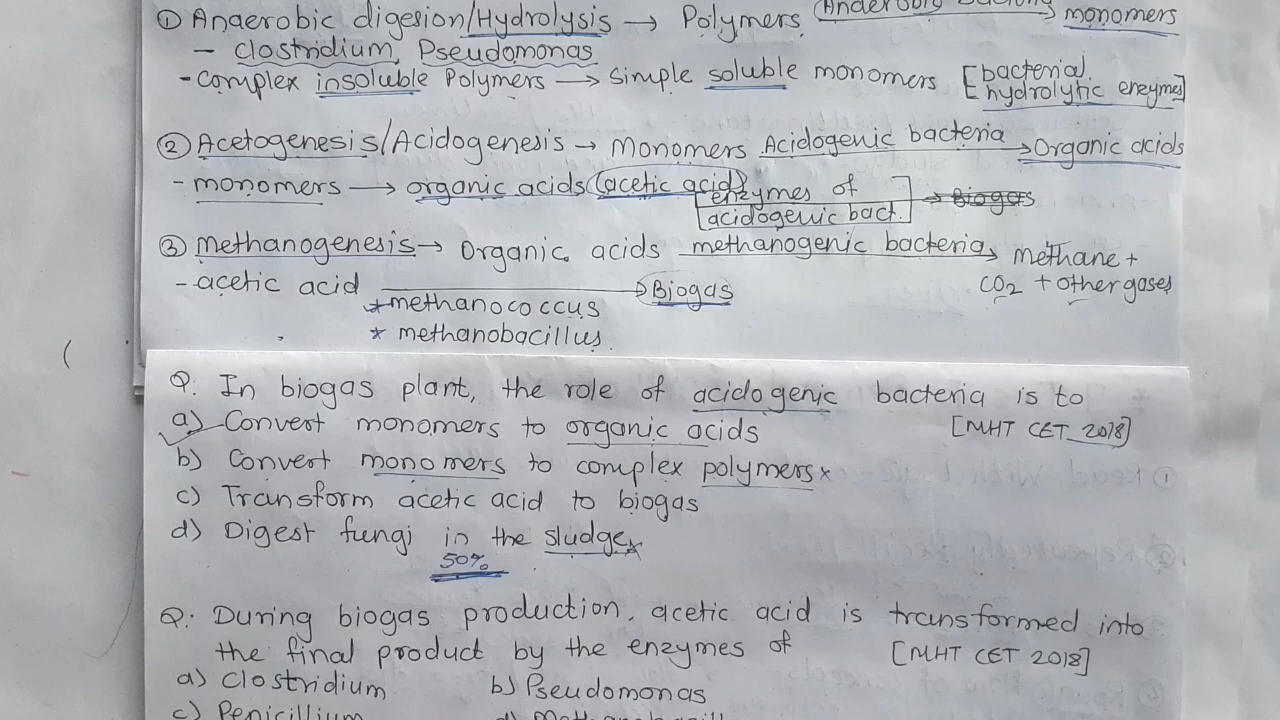 ① Anaerobic digesion/Hydrolysis → Polymers Anaerobic bacteria → monomers
- clostridium, Pseudomonas
- complex insoluble Polymers → simple soluble monomers [bacterial hydrolytic enzymes]
② Acetogenesis/Acidogenesis → Monomers Acidogenic bacteria → Organic acids
- monomers → organic acids (acetic acid)
[enzymes of acidogenic bact.] → Biogas
③ methanogenesis → Organic acids methanogenic bacteria → methane +
CO₂ + other gases
- acetic acid → Biogas
* methanococcus
* methanobacillus.
Q. In biogas plant, the role of acidogenic bacteria is to
a) Convert monomers to organic acids [MHT CET 2018]
b) Convert monomers to complex polymers x
c) Transform acetic acid to biogas
d) Digest fungi in the sludge x
50%
Q. During biogas production, acetic acid is transformed into
the final product by the enzymes of [MHT CET 2018]
a) Clostridium b) Pseudomonas
c) Penicillium d)